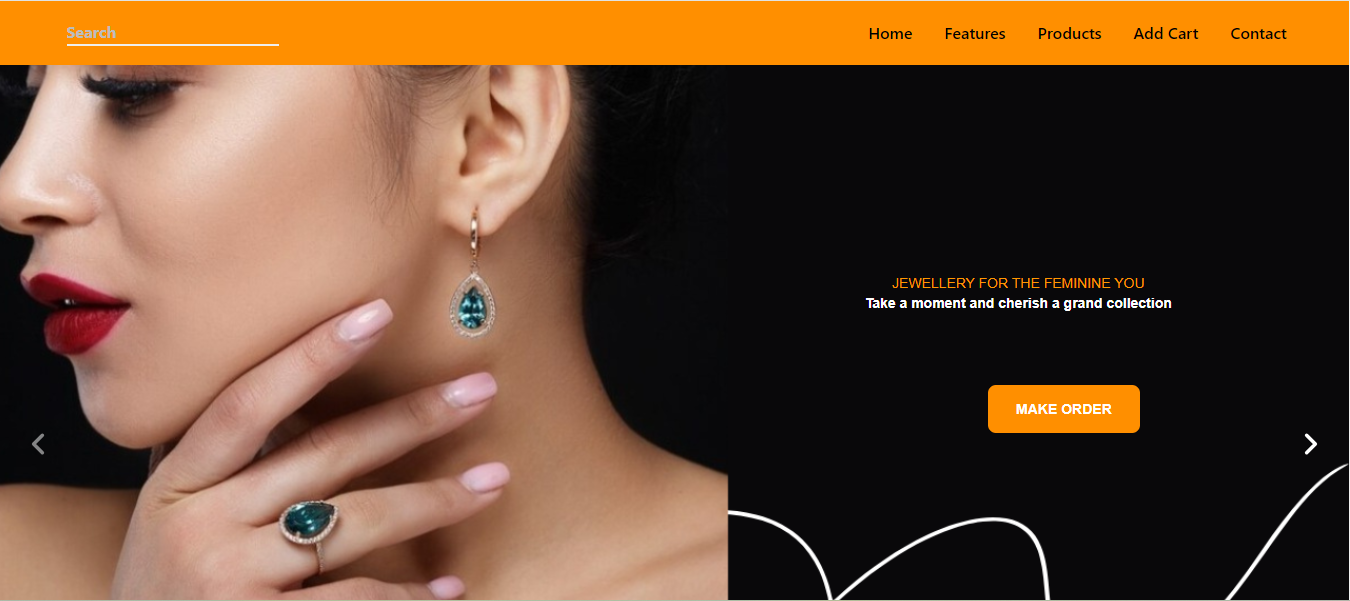 Search
Home
Features
Products
Add Cart
Contact
JEWELLERY FOR THE FEMININE YOU
Take a moment and cherish a grand collection
MAKE ORDER